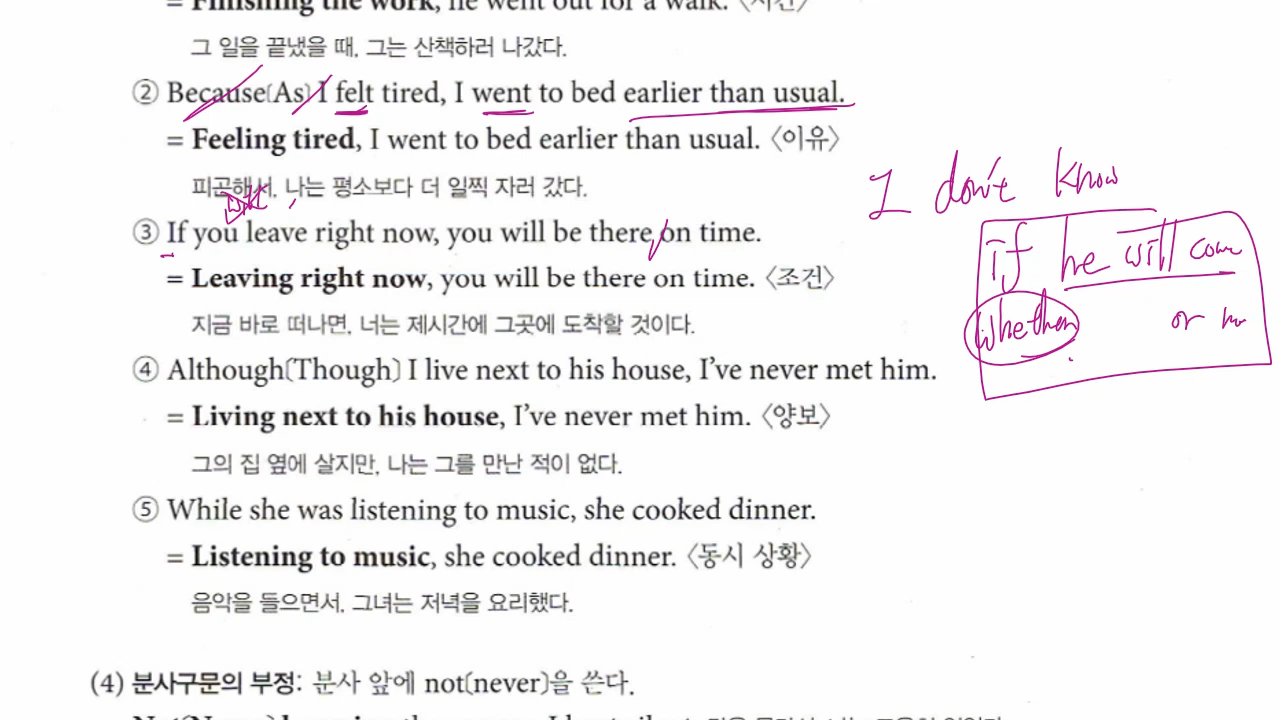 = Finishing the work, he went out for a walk. 〈시간〉
그 일을 끝냈을 때, 그는 산책하러 나갔다.
② Because(As) I felt tired, I went to bed earlier than usual.
= Feeling tired, I went to bed earlier than usual. 〈이유〉
피곤해서, 나는 평소보다 더 일찍 자러 갔다.
I don't know
③ If you leave right now, you will be there on time.
if he will come
= Leaving right now, you will be there on time. 〈조건〉
지금 바로 떠나면, 너는 제시간에 그곳에 도착할 것이다.
whether or
④ Although(Though) I live next to his house, I've never met him.
= Living next to his house, I've never met him. 〈양보〉
그의 집 옆에 살지만, 나는 그를 만난 적이 없다.
⑤ While she was listening to music, she cooked dinner.
= Listening to music, she cooked dinner. 〈동시 상황〉
음악을 들으면서, 그녀는 저녁을 요리했다.
(4) 분사구문의 부정: 분사 앞에 not(never)을 쓴다.